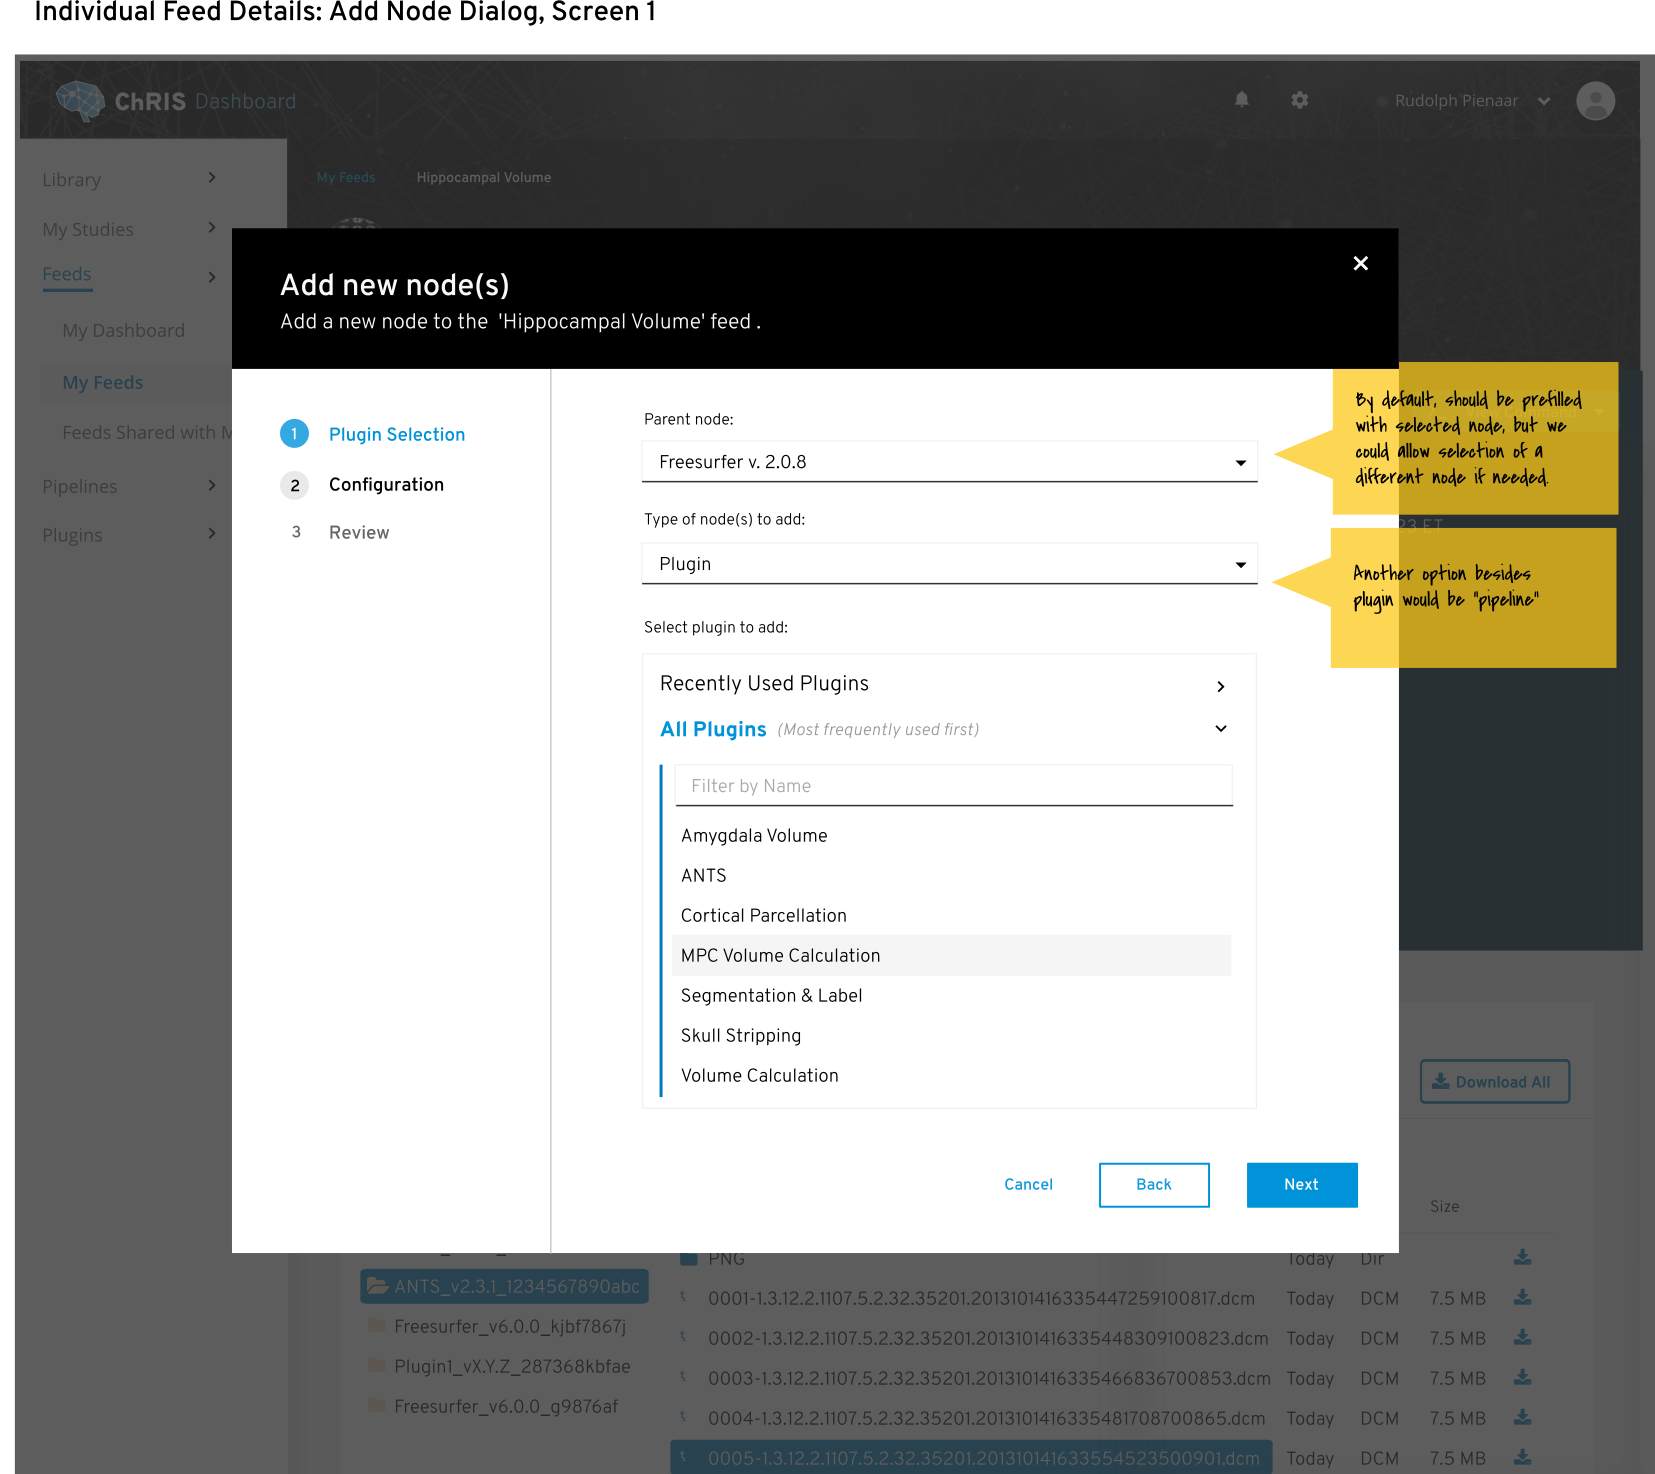 Individual Feed Details: Add Node Dialog, Screen 1
ChRIS Dashboard
Rudolph Pienaar
Library
My Studies
Feeds
My Dashboard
My Feeds
Feeds Shared with M
Pipelines
Plugins
My Feeds
Hippocampal Volume
Add new node(s)
Add a new node to the 'Hippocampal Volume' feed .
1 Plugin Selection
2 Configuration
3 Review
Parent node:
Freesurfer v. 2.0.8
Type of node(s) to add:
Plugin
Select plugin to add:
Recently Used Plugins
All Plugins (Most frequently used first)
Filter by Name
Amygdala Volume
ANTS
Cortical Parcellation
MPC Volume Calculation
Segmentation & Label
Skull Stripping
Volume Calculation
Cancel
Back
Next
By default, should be prefilled
with selected node, but we
could allow selection of a
different node if needed.
23 ET
Another option besides
plugin would be "pipeline"
Download All
Size
PNG Today Dir
ANTS_v2.3.1_1234567890abc
Freesurfer_v6.0.0_kjbf7867j
Plugin1_vX.Y.Z_287368kbfae
Freesurfer_v6.0.0_g9876af
0001-1.3.12.2.1107.5.2.32.35201.2013101416335447259100817.dcm Today DCM 7.5 MB
0002-1.3.12.2.1107.5.2.32.35201.2013101416335448309100823.dcm Today DCM 7.5 MB
0003-1.3.12.2.1107.5.2.32.35201.2013101416335466836700853.dcm Today DCM 7.5 MB
0004-1.3.12.2.1107.5.2.32.35201.2013101416335481708700865.dcm Today DCM 7.5 MB
0005-1.3.12.2.1107.5.2.32.35201.2013101416335545235 00901.dcm Today DCM 7.5 MB